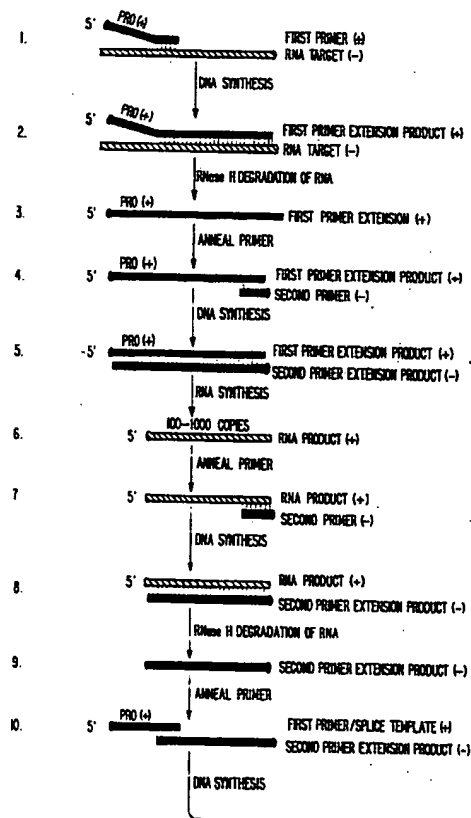 5' PRO (+)
1. FIRST PRIMER (+)
RNA TARGET (-)
DNA SYNTHESIS
5' PRO (+)
2. FIRST PRIMER EXTENSION PRODUCT (+)
RNA TARGET (-)
RNase H DEGRADATION OF RNA
PRO (+)
3. 5' FIRST PRIMER EXTENSION (+)
ANNEAL PRIMER
PRO (+)
4. 5' FIRST PRIMER EXTENSION PRODUCT (+)
SECOND PRIMER (-)
DNA SYNTHESIS
PRO (+)
5. -5' FIRST PRIMER EXTENSION PRODUCT (+)
SECOND PRIMER EXTENSION PRODUCT (-)
RNA SYNTHESIS
100-1000 COPIES
6. 5' RNA PRODUCT (+)
ANNEAL PRIMER
7 5' RNA PRODUCT (+)
SECOND PRIMER (-)
DNA SYNTHESIS
8. 5' RNA PRODUCT (+)
SECOND PRIMER EXTENSION PRODUCT (-)
RNase H DEGRADATION OF RNA
9. SECOND PRIMER EXTENSION PRODUCT (-)
ANNEAL PRIMER
PRO (+)
10. 5' FIRST PRIMER/SPLICE TEMPLATE (+)
SECOND PRIMER EXTENSION PRODUCT (-)
DNA SYNTHESIS